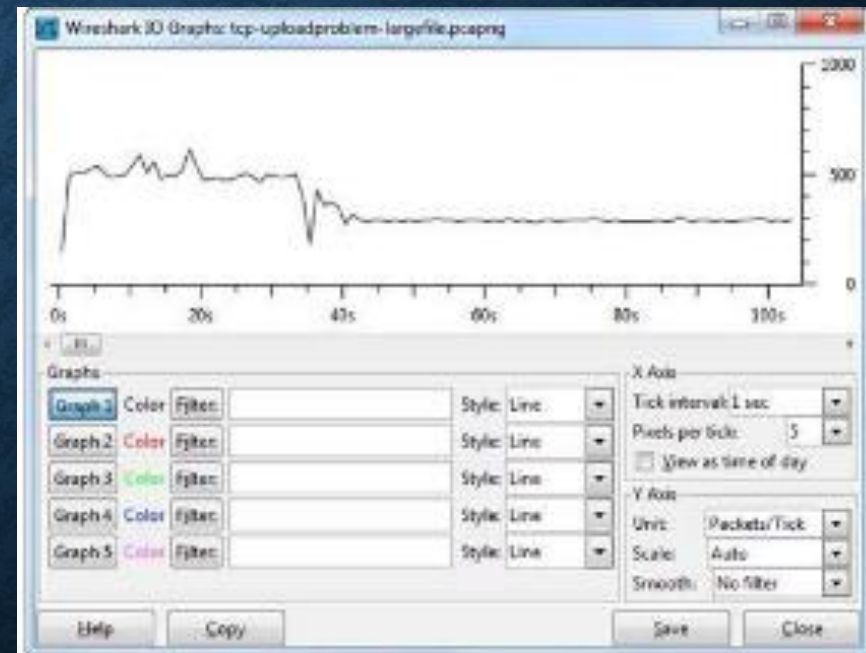 Wireshark IO Graphs: tcp-uploadproblem-largefile.pcapng
1000
500
0
0s 20s 40s 60s 80s 100s
Graphs
X Axis
Graph 1 Color Filter: Style: Line
Tick interval: 1 sec
Graph 2 Color Filter: Style: Line
Pixels per tick: 5
Graph 3 Color Filter: Style: Line
View as time of day
Y Axis
Graph 4 Color Filter: Style: Line
Unit: Packets/Tick
Graph 5 Color Filter: Style: Line
Scale: Auto
Smooth: No filter
Help Copy Save Close